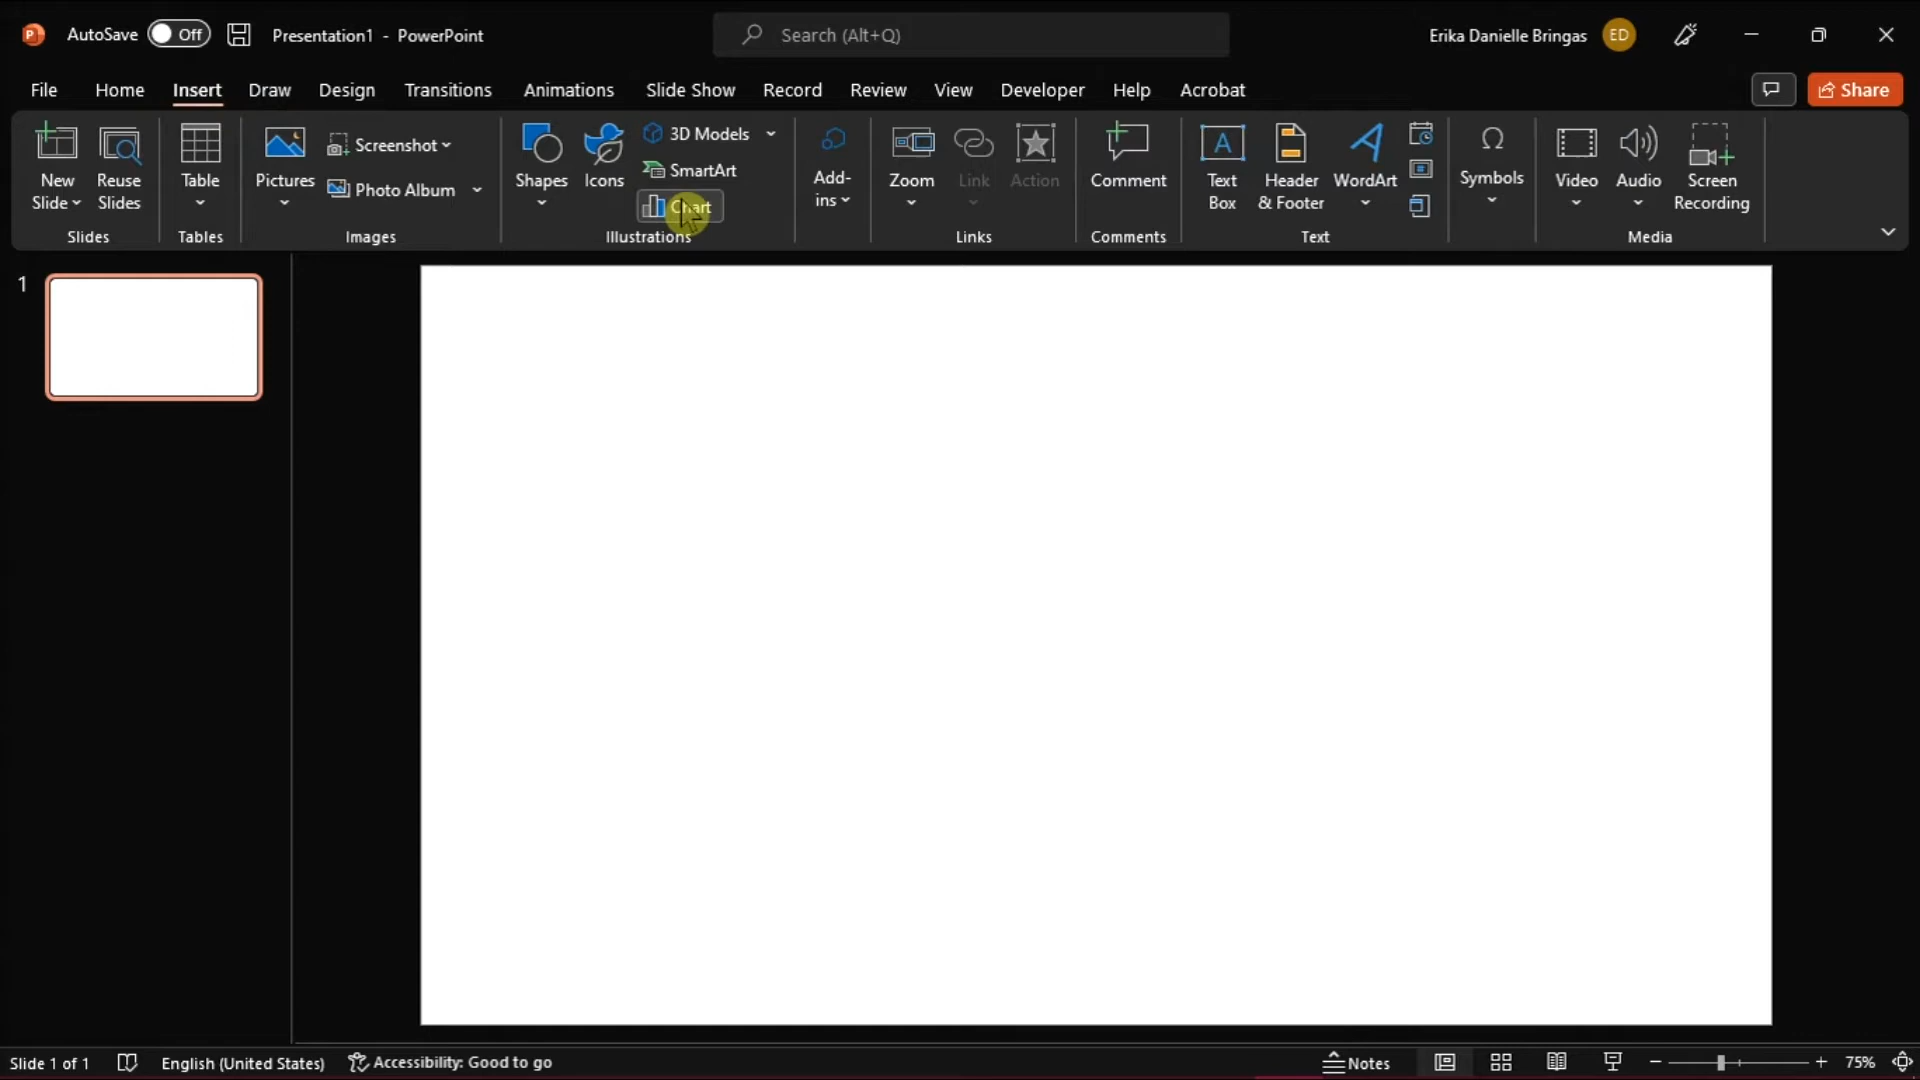 AutoSave Off Presentation1 - PowerPoint Search (Alt+Q) Erika Danielle Bringas ED
File Home Insert Draw Design Transitions Animations Slide Show Record Review View Developer Help Acrobat Share
New Slide
Reuse Slides
Slides
Table
Tables
Pictures
Screenshot
Photo Album
Images
Shapes
Icons
3D Models
SmartArt
Chart
Illustrations
Add-
ins
Zoom
Link
Action
Links
Comment
Comments
Text
Box
Header
& Footer
WordArt
Text
Symbols
Video
Audio
Screen
Recording
Media
1
Slide 1 of 1 English (United States) Accessibility: Good to go Notes 75%